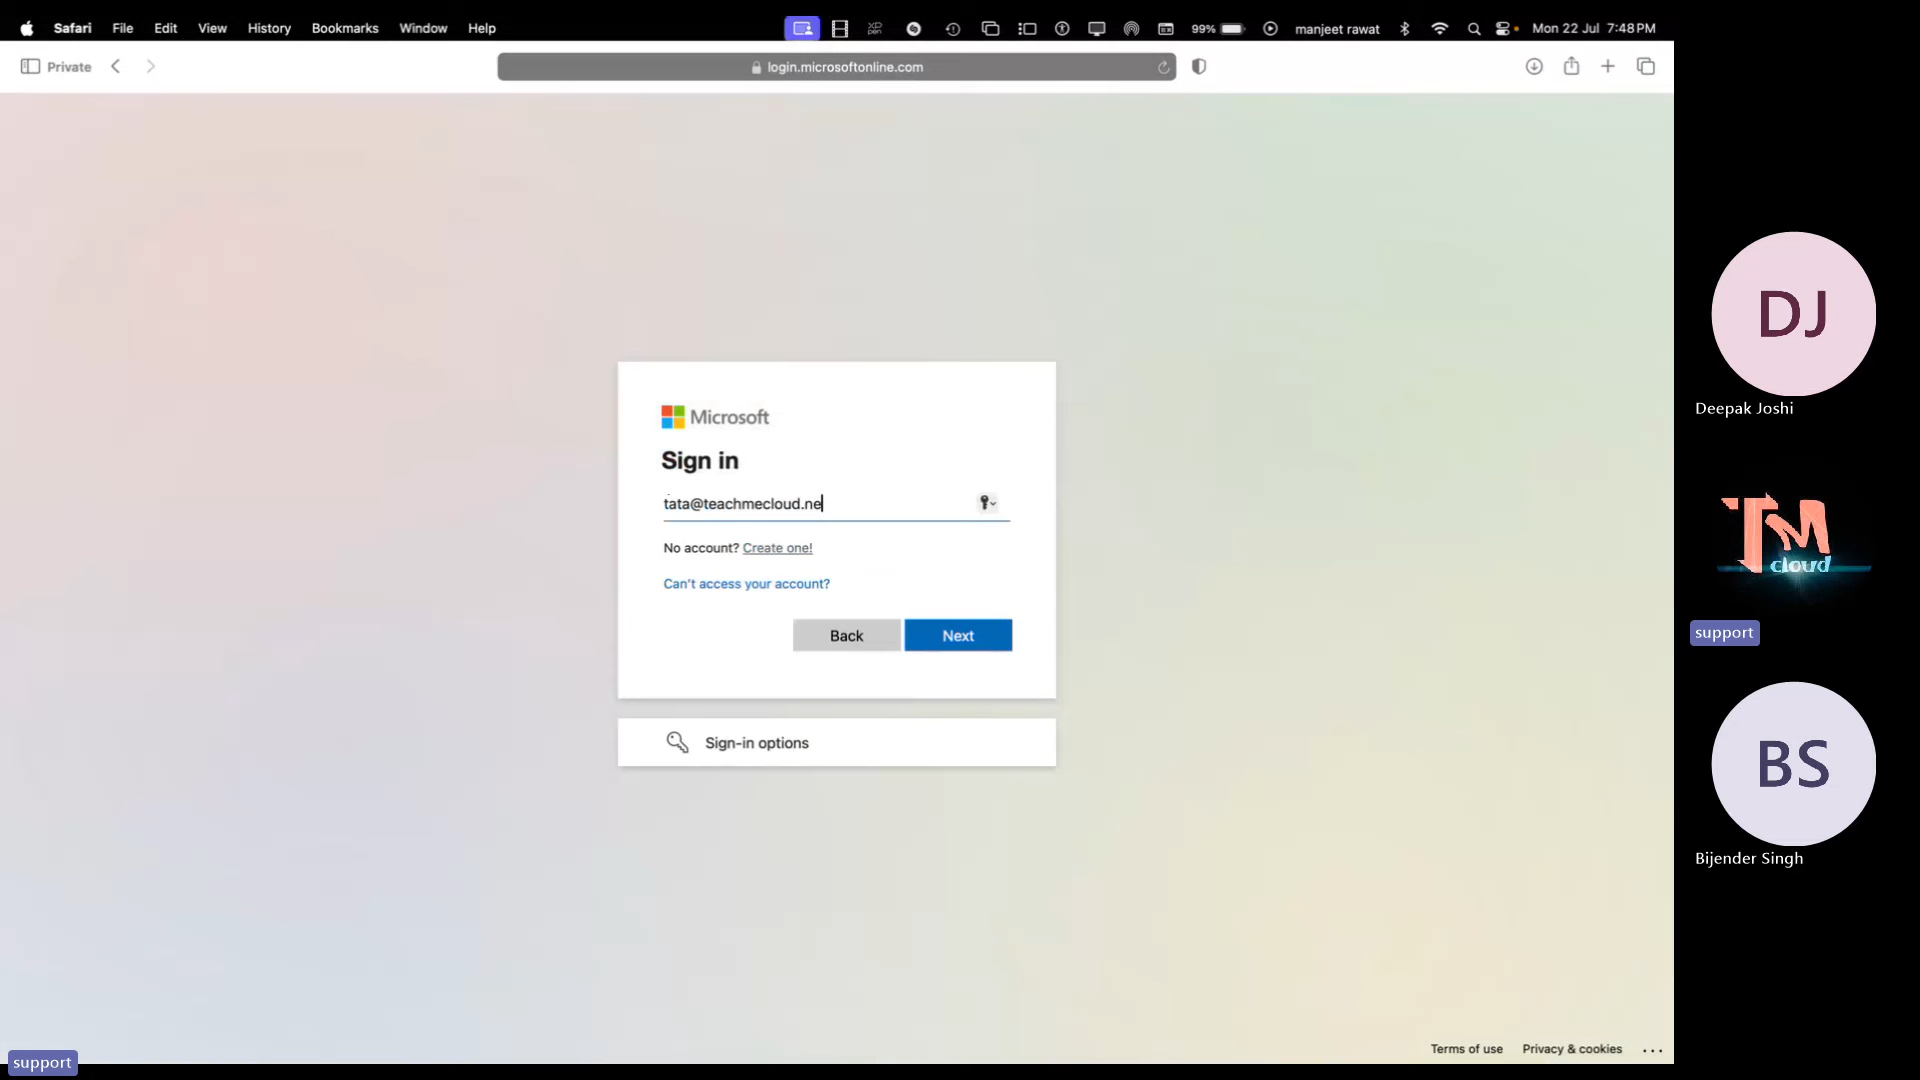 Safari File Edit View History Bookmarks Window Help XP pen 99% manjeet rawat Mon 22 Jul 7:48 PM
Private login.microsoftonline.com
Microsoft
Sign in
tata@teachmecloud.ne
No account? Create one!
Can't access your account?
Back Next
Sign-in options
Terms of use Privacy & cookies ...
support
DJ
Deepak Joshi
TM
cloud
support
BS
Bijender Singh